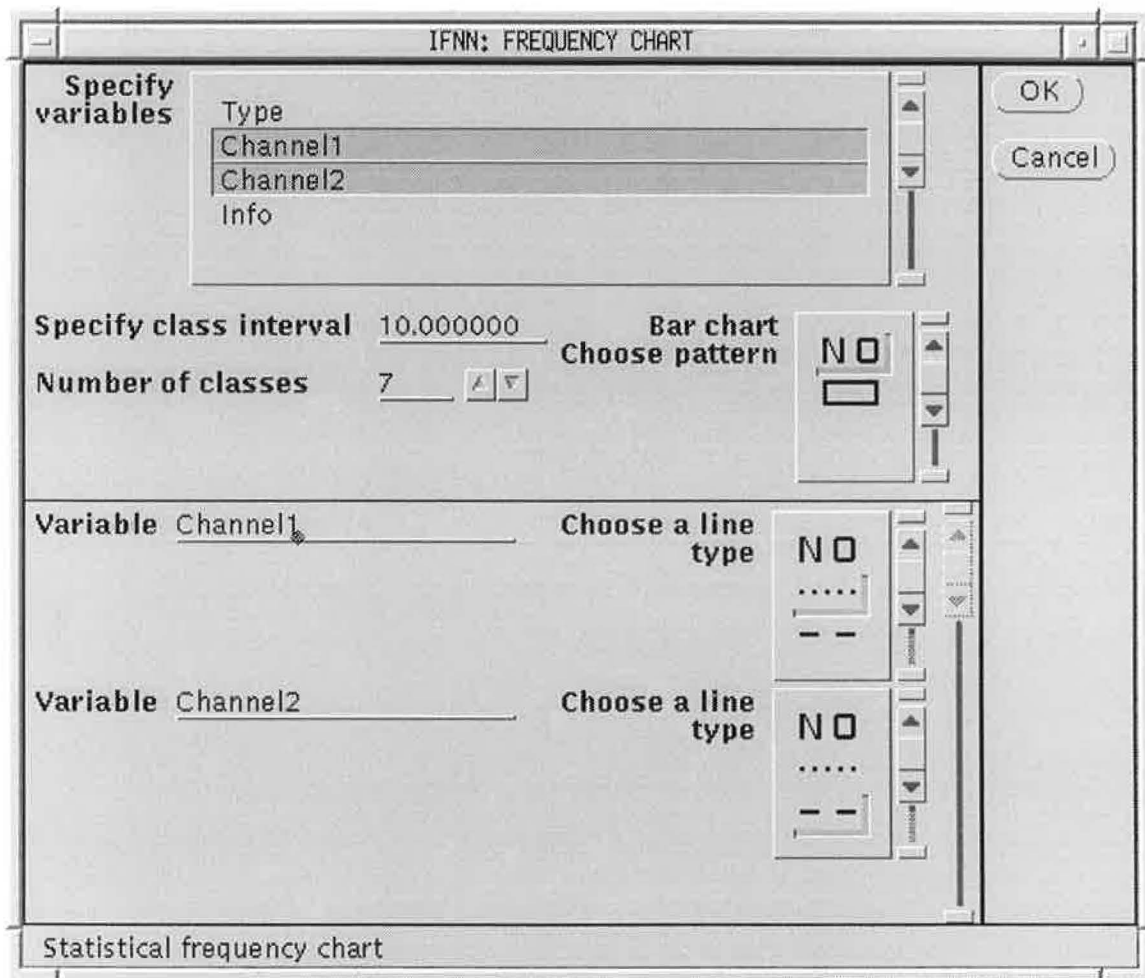 IFNN: FREQUENCY CHART
Specify
variables
Type
Channel1
Channel2
Info
OK
Cancel
Specify class interval 10.000000
Number of classes 7
Bar chart
Choose pattern
NO
Variable Channel1
Choose a line
type
NO
Variable Channel2
Choose a line
type
NO
Statistical frequency chart